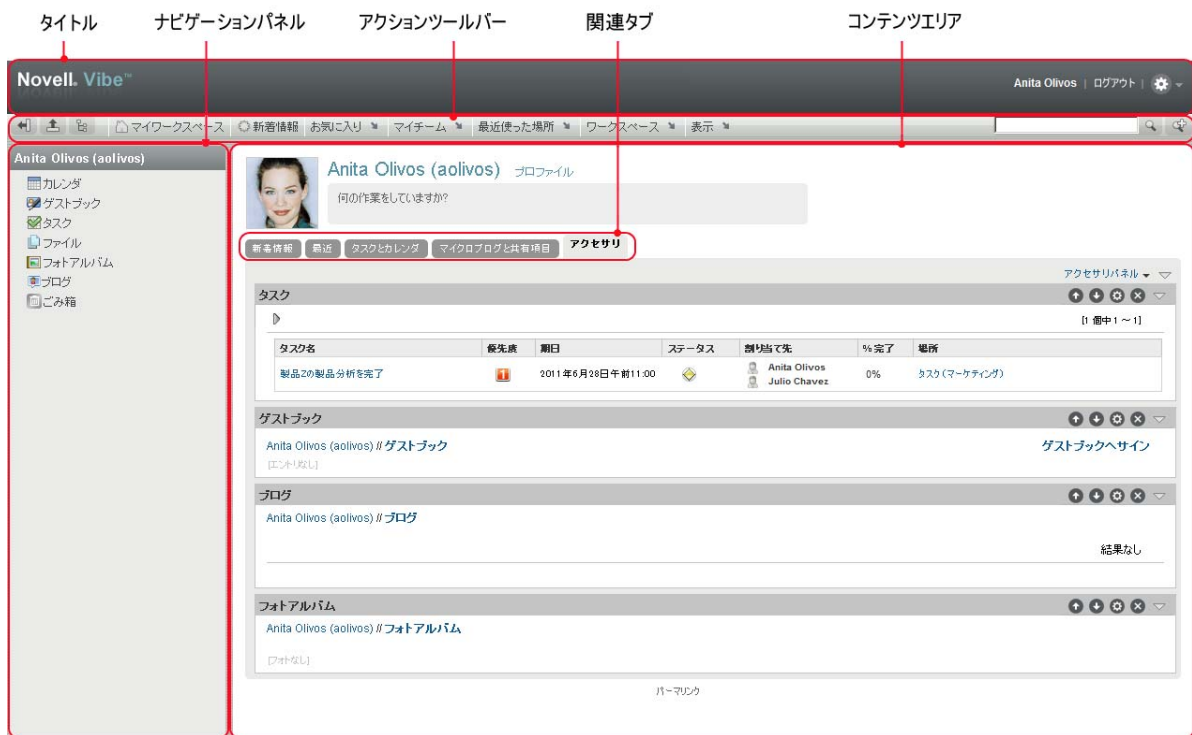 タイトル ナビゲーションパネル アクションツールバー 関連タブ コンテンツエリア
Novell® Vibe™
Anita Olivos | ログアウト |
マイワークスペース 新着情報 お気に入り マイチーム 最近使った場所 ワークスペース 表示
Anita Olivos (aolivos)
カレンダ
ゲストブック
タスク
ファイル
フォトアルバム
ブログ
ごみ箱
Anita Olivos (aolivos) プロファイル
何の作業をしていますか?
新着情報 最近 タスクとカレンダ マイクロブログと共有項目 アクセサリ
アクセサリパネル
タスク
[1 個中 1 ~ 1]
タスク名 優先度 期日 ステータス 割り当て先 %完了 場所
製品Zの製品分析を完了 2011年6月28日午前11:00 Anita Olivos 0% タスク(マーケティング)
Julio Chavez
ゲストブック
Anita Olivos (aolivos) // ゲストブック ゲストブックへサイン
[エントリなし]
ブログ
Anita Olivos (aolivos) // ブログ
結果なし
フォトアルバム
Anita Olivos (aolivos) // フォトアルバム
[フォトなし]
パーマリンク